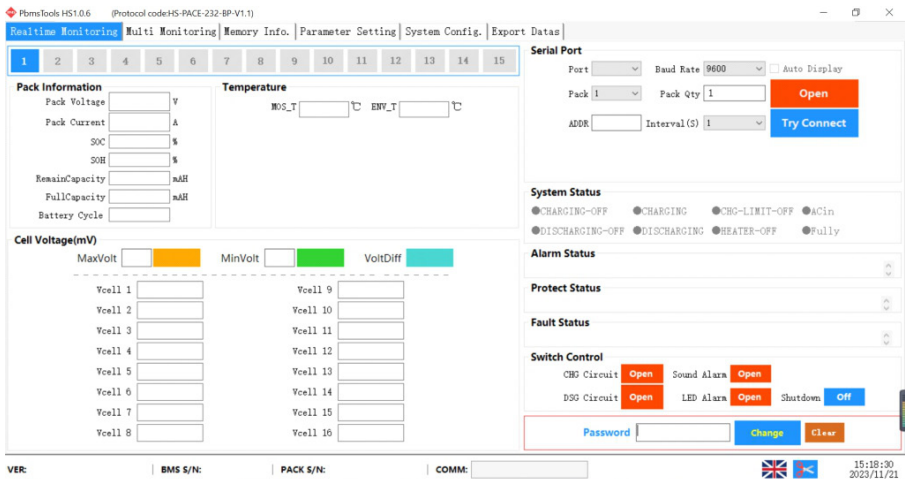 PbmsTools HS1.0.6 (Protocol code:HS-PACE-232-BP-V1.1)
Realtime Monitoring Multi Monitoring Memory Info. Parameter Setting System Config. Export Datas
1 2 3 4 5 6 7 8 9 10 11 12 13 14 15
Pack Information
Pack Voltage V
Pack Current A
SOC %
SOH %
RemainCapacity mAH
FullCapacity mAH
Battery Cycle
Temperature
MOS_T ℃ ENV_T ℃
Cell Voltage(mV)
MaxVolt MinVolt VoltDiff
Vcell 1 Vcell 9
Vcell 2 Vcell 10
Vcell 3 Vcell 11
Vcell 4 Vcell 12
Vcell 5 Vcell 13
Vcell 6 Vcell 14
Vcell 7 Vcell 15
Vcell 8 Vcell 16
Serial Port
Port Baud Rate 9600 Auto Display
Pack 1 Pack Qty 1 Open
ADDR Interval(S) 1 Try Connect
System Status
CHARGING-OFF CHARGING CHG-LIMIT-OFF ACin
DISCHARGING-OFF DISCHARGING HEATER-OFF Fully
Alarm Status
Protect Status
Fault Status
Switch Control
CHG Circuit Open Sound Alarm Open
DSG Circuit Open LED Alarm Open Shutdown Off
Password Change Clear
VER: BMS S/N: PACK S/N: COMM: 15:18:30
2023/11/21